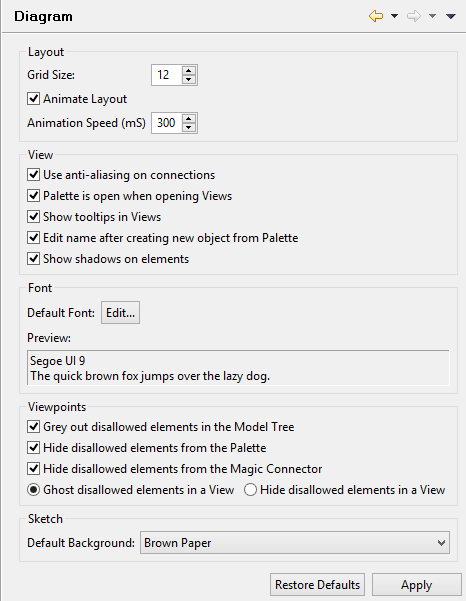 Diagram
Layout
Grid Size: 12
Animate Layout
Animation Speed (mS) 300
View
Use anti-aliasing on connections
Palette is open when opening Views
Show tooltips in Views
Edit name after creating new object from Palette
Show shadows on elements
Font
Default Font: Edit...
Preview:
Segoe UI 9
The quick brown fox jumps over the lazy dog.
Viewpoints
Grey out disallowed elements in the Model Tree
Hide disallowed elements from the Palette
Hide disallowed elements from the Magic Connector
Ghost disallowed elements in a View Hide disallowed elements in a View
Sketch
Default Background: Brown Paper
Restore Defaults Apply